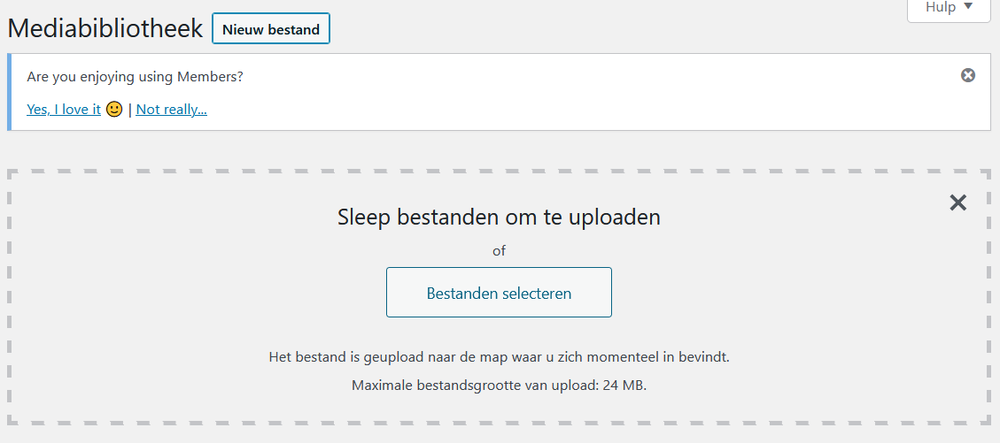 Hulp ▼
Mediabibliotheek Nieuw bestand
Are you enjoying using Members?
Yes, I love it 🙂 | Not really...
Sleep bestanden om te uploaden
of
Bestanden selecteren
Het bestand is geupload naar de map waar u zich momenteel in bevindt.
Maximale bestandsgrootte van upload: 24 MB.